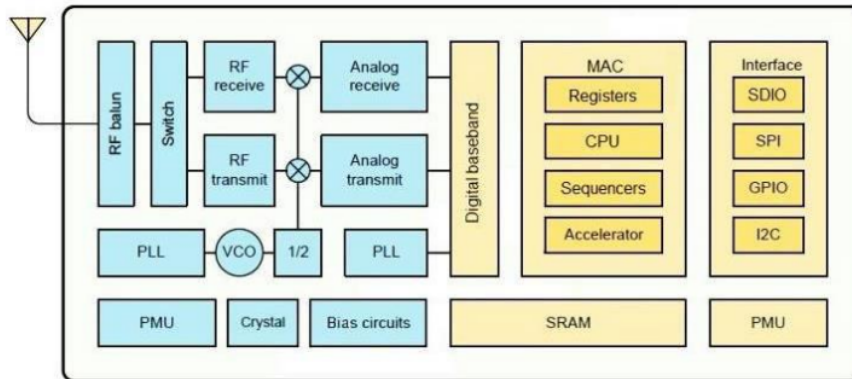 RF balun
Switch
RF
receive
Analog
receive
RF
transmit
Analog
transmit
PLL
VCO
1/2
PLL
Digital baseband
MAC
Registers
CPU
Sequencers
Accelerator
Interface
SDIO
SPI
GPIO
I2C
PMU
Crystal
Bias circuits
SRAM
PMU